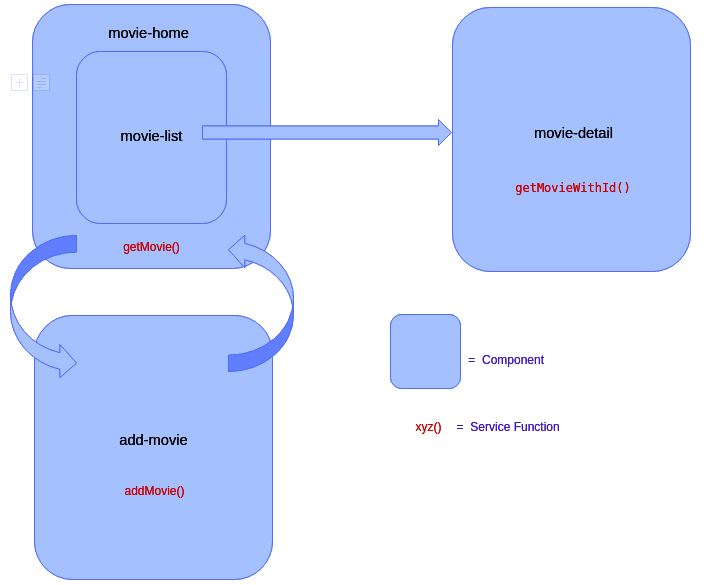 movie-home
movie-list
getMovie()
movie-detail
getMovieWithId()
add-movie
addMovie()
= Component
xyz() = Service Function